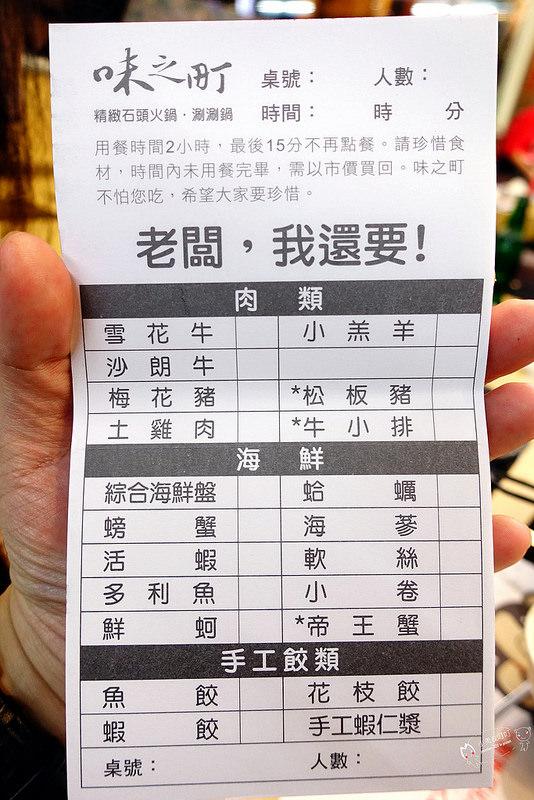 味之町 桌號： 人數：
精緻石頭火鍋‧涮涮鍋 時間： 時 分
用餐時間2小時，最後15分不再點餐。請珍惜食
材，時間內未用餐完畢，需以市價買回。味之町
不怕您吃，希望大家要珍惜。
老闆，我還要！
肉類
雪花牛 小羔羊
沙朗牛
梅花豬 *松板豬
土雞肉 *牛小排
海鮮
綜合海鮮盤 蛤蠣
螃蟹 海蔘
活蝦 軟絲
多利魚 小卷
鮮蚵 *帝王蟹
手工餃類
魚餃 花枝餃
蝦餃 手工蝦仁漿
桌號： 人數：